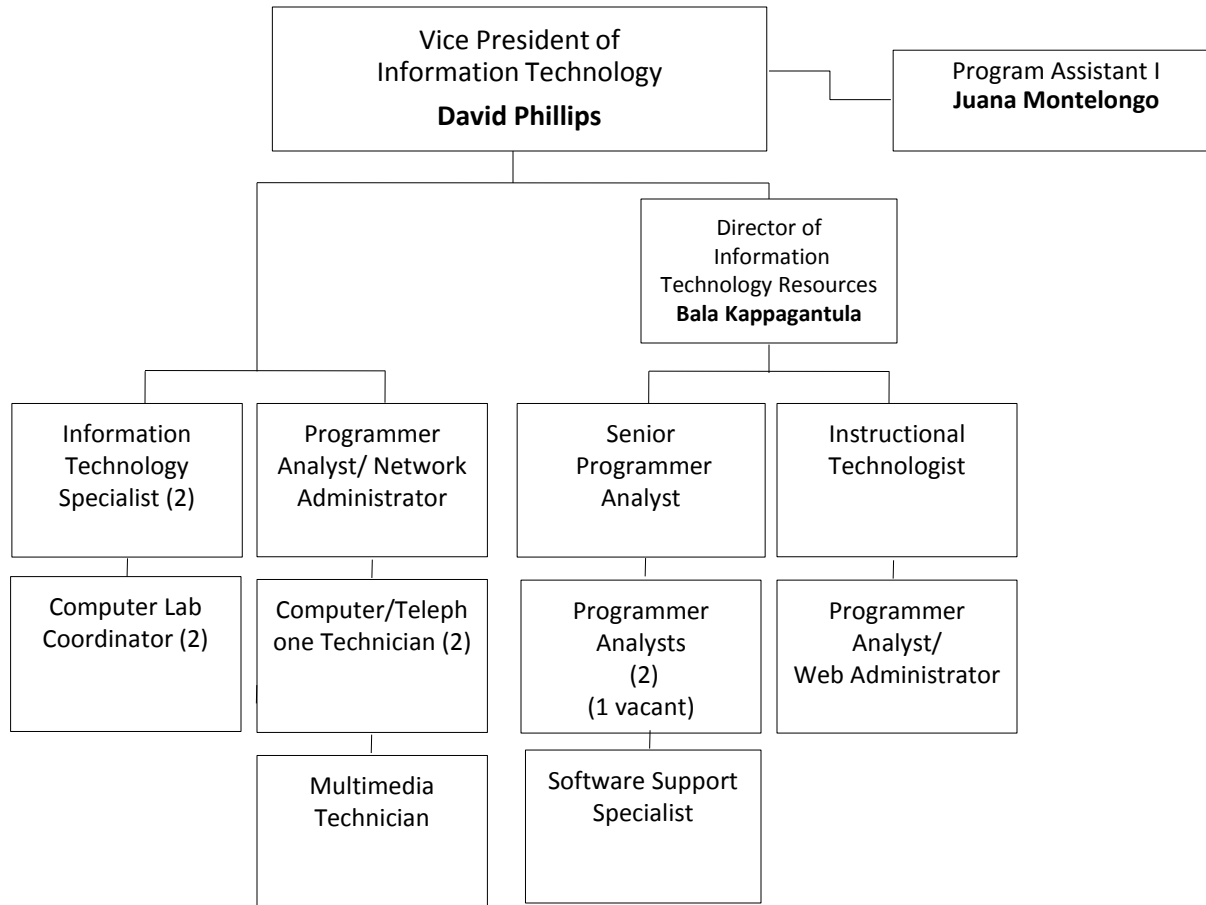 Vice President of
Information Technology
David Phillips
Program Assistant I
Juana Montelongo
Director of
Information
Technology Resources
Bala Kappagantula
Information
Technology
Specialist (2)
Programmer
Analyst/ Network
Administrator
Senior
Programmer
Analyst
Instructional
Technologist
Computer Lab
Coordinator (2)
Computer/Teleph
one Technician (2)
Programmer
Analysts
(2)
(1 vacant)
Programmer
Analyst/
Web Administrator
Multimedia
Technician
Software Support
Specialist